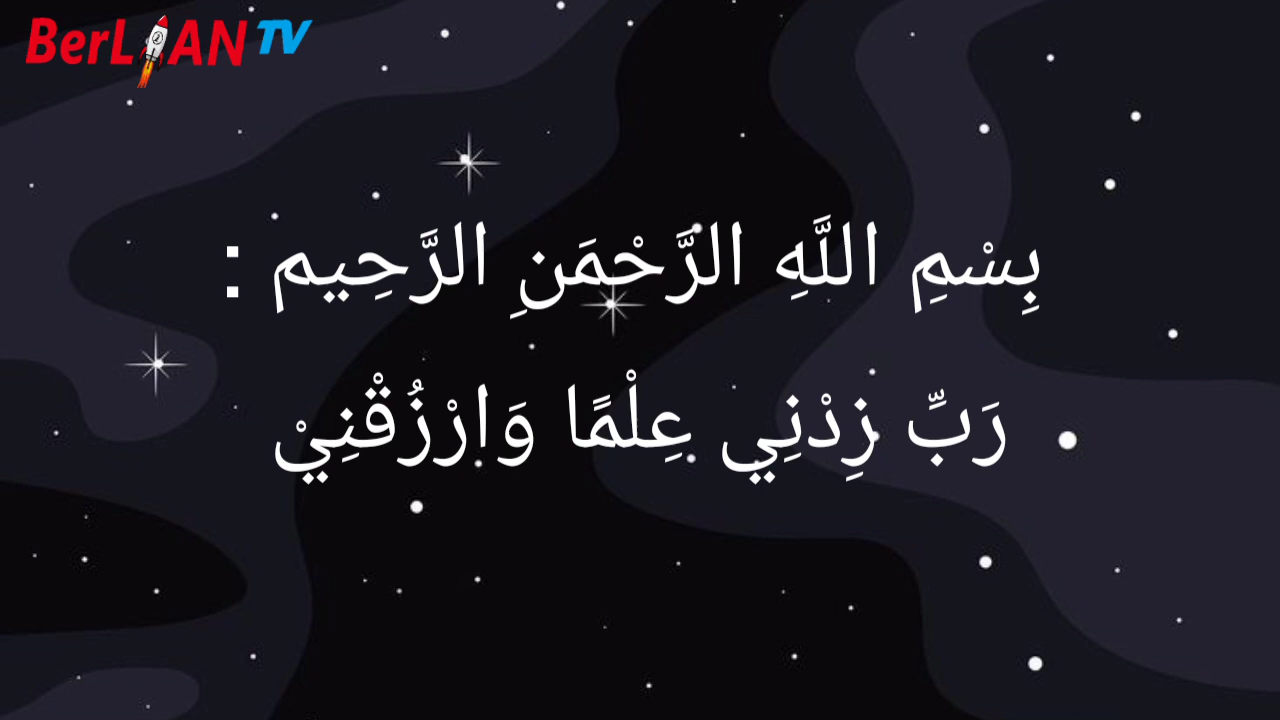 BerLIAN TV
بِسْمِ اللَّهِ الرَّحْمَنِ الرَّحِيم :
رَبِّ زِدْنِي عِلْمًا وَارْزُقْنِيْ